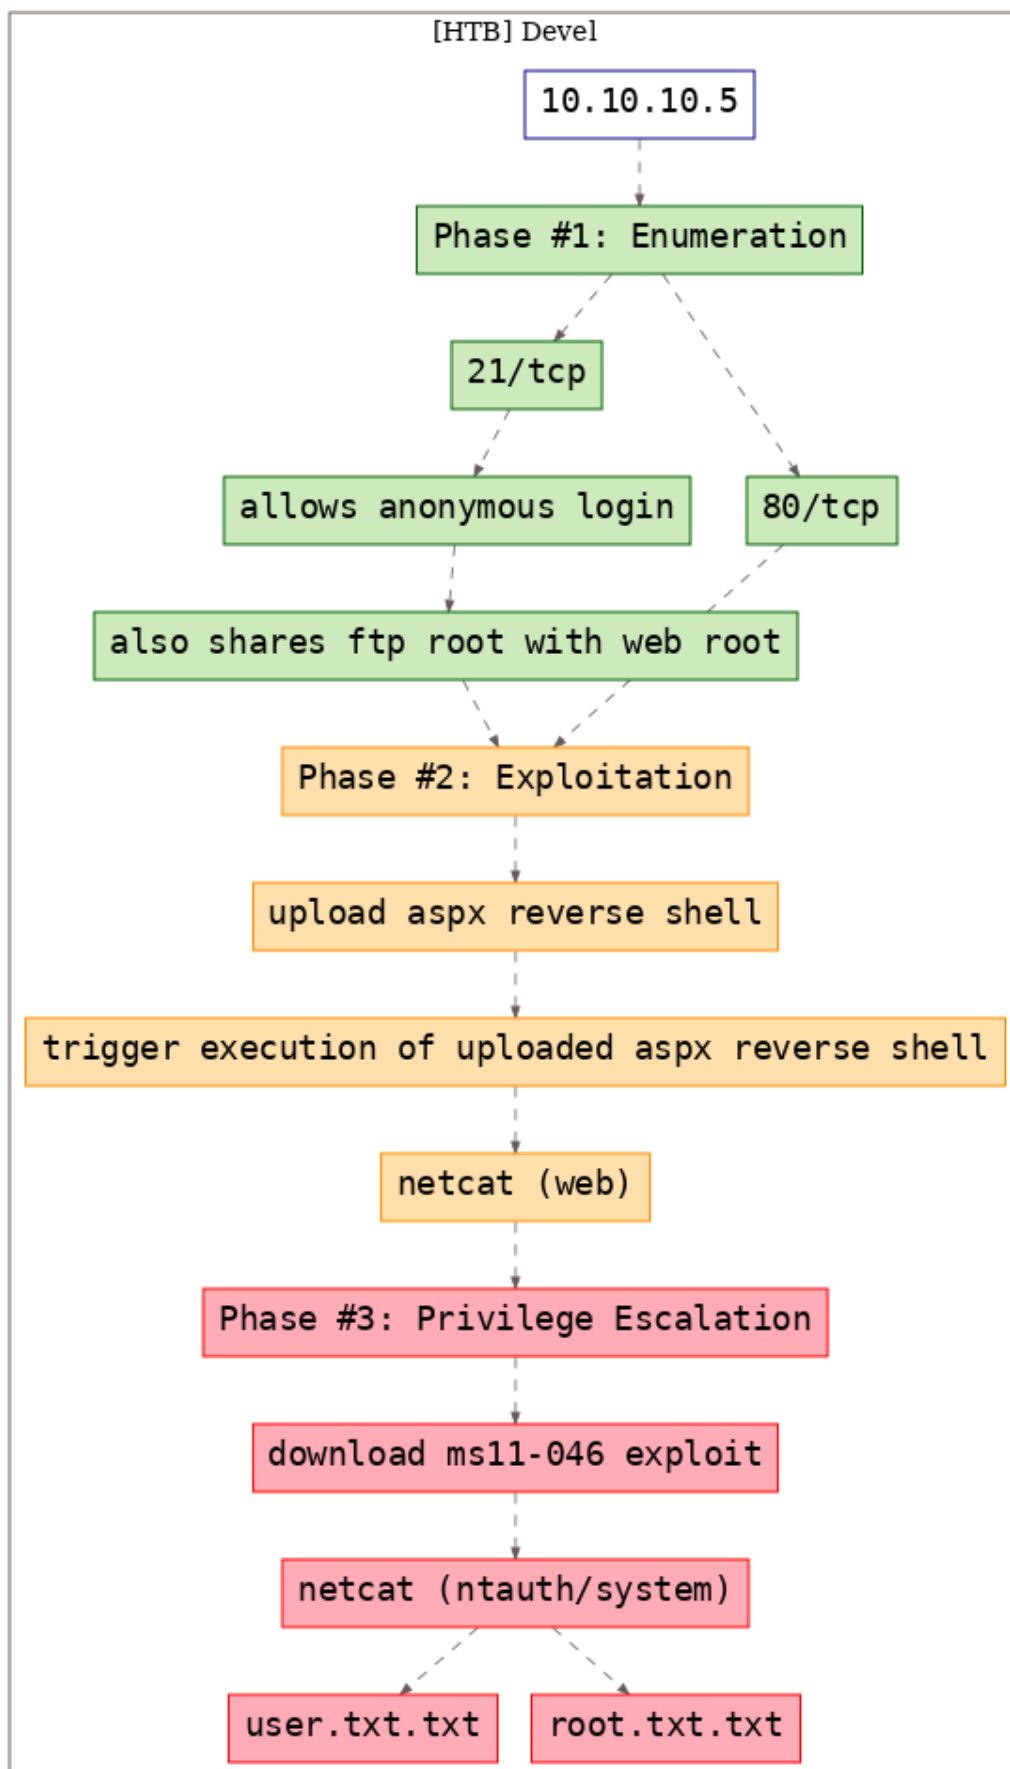 [HTB] Devel
10.10.10.5
Phase #1: Enumeration
21/tcp
allows anonymous login
80/tcp
also shares ftp root with web root
Phase #2: Exploitation
upload aspx reverse shell
trigger execution of uploaded aspx reverse shell
netcat (web)
Phase #3: Privilege Escalation
download ms11-046 exploit
netcat (ntauth/system)
user.txt.txt
root.txt.txt